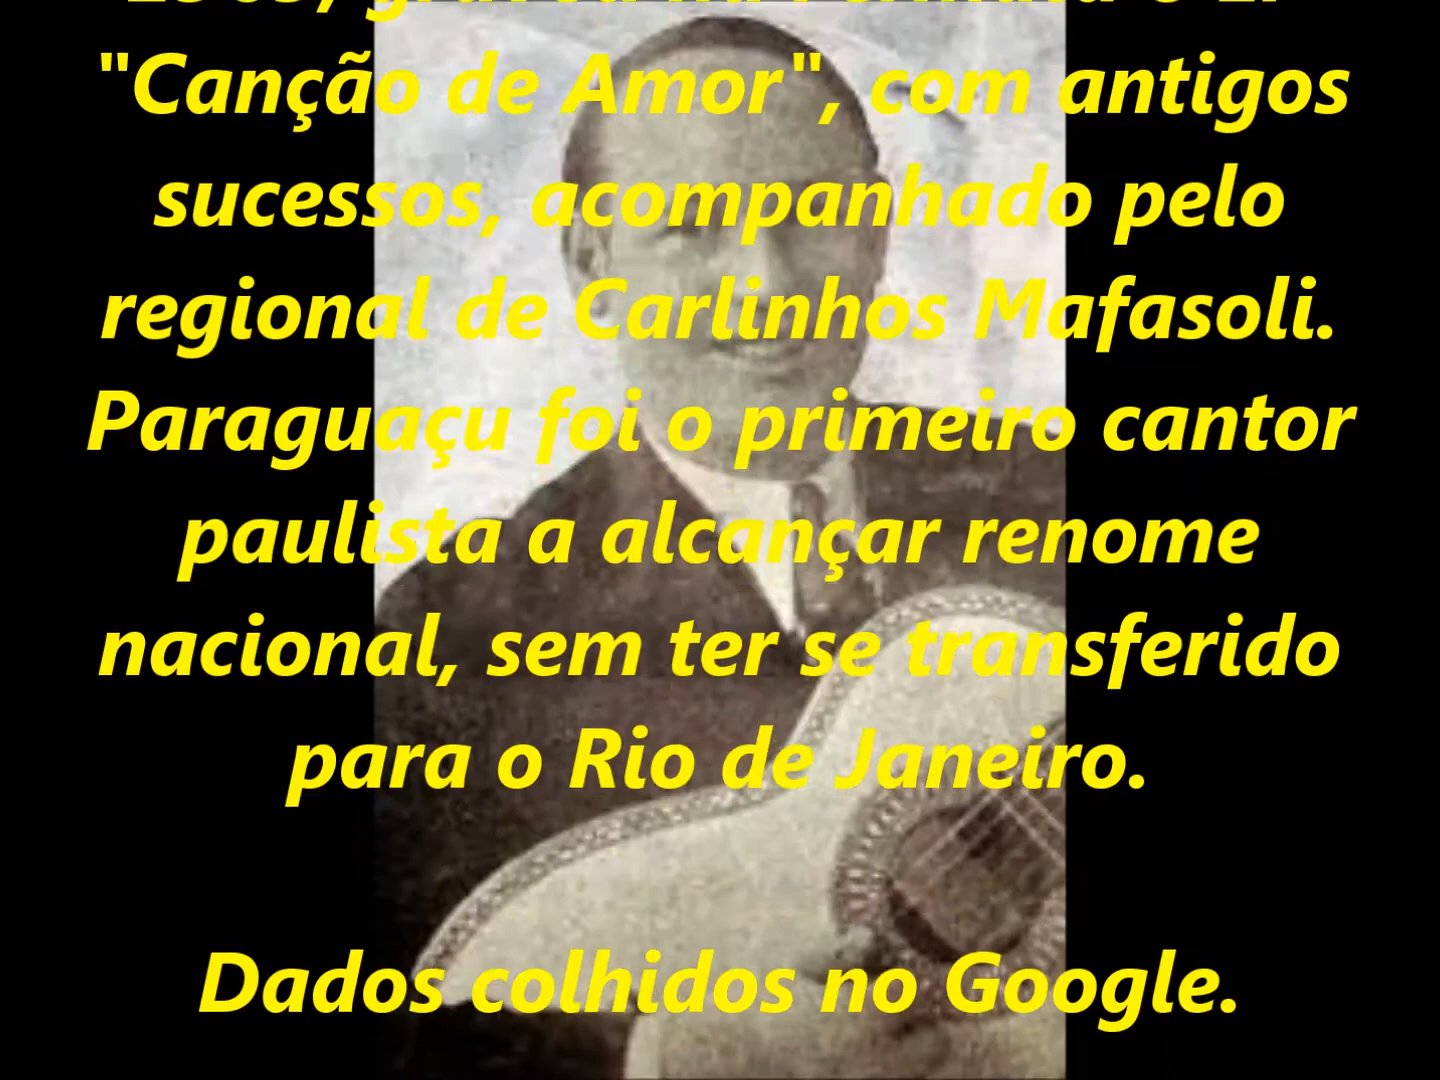 "Canção de Amor", com antigos
sucessos, acompanhado pelo
regional de Carlinhos Mafasoli.
Paraguaçu foi o primeiro cantor
paulista a alcançar renome
nacional, sem ter se transferido
para o Rio de Janeiro.
Dados colhidos no Google.